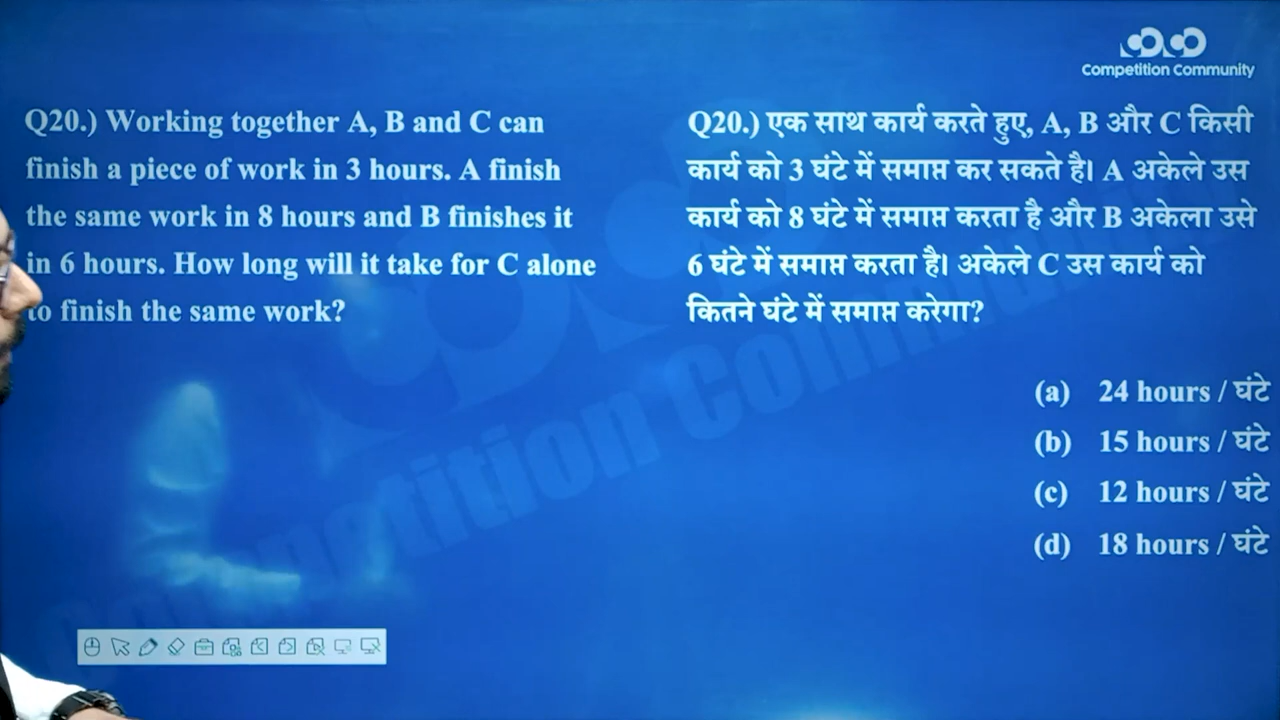 Competition Community
Q20.) Working together A, B and C can
finish a piece of work in 3 hours. A finish
the same work in 8 hours and B finishes it
in 6 hours. How long will it take for C alone
to finish the same work?
Q20.) एक साथ कार्य करते हुए, A, B और C किसी
कार्य को 3 घंटे में समाप्त कर सकते है। A अकेले उस
कार्य को 8 घंटे में समाप्त करता है और B अकेला उसे
6 घंटे में समाप्त करता है। अकेले C उस कार्य को
कितने घंटे में समाप्त करेगा?
(a) 24 hours / घंटे
(b) 15 hours / घंटे
(c) 12 hours / घंटे
(d) 18 hours / घंटे
Competition Community